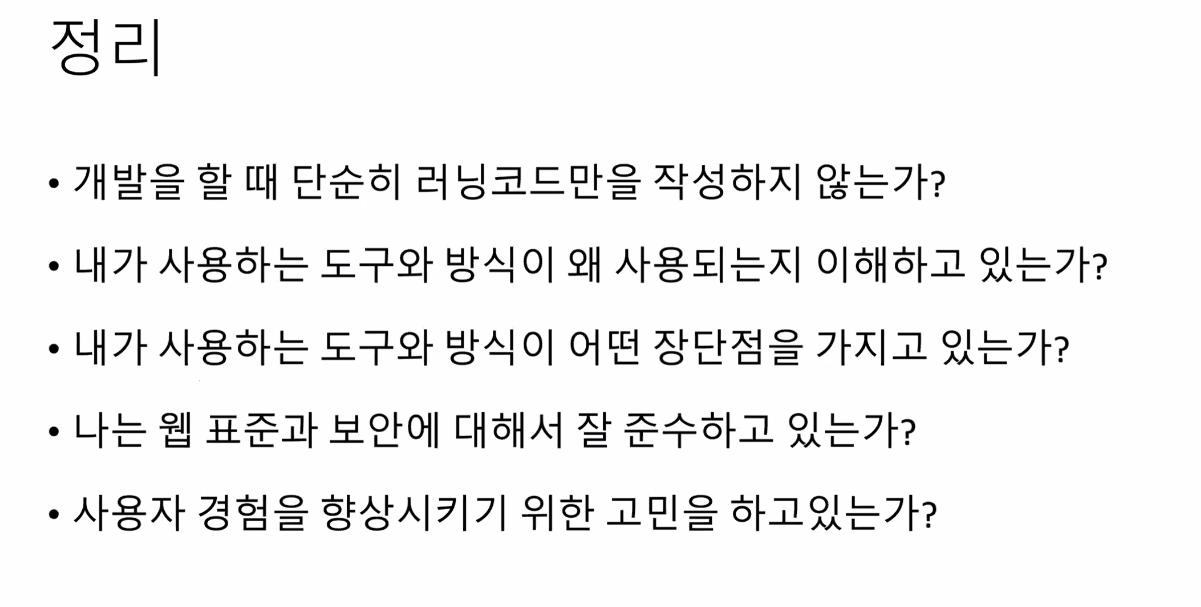 정리
• 개발을 할 때 단순히 러닝코드만을 작성하지 않는가?
• 내가 사용하는 도구와 방식이 왜 사용되는지 이해하고 있는가?
• 내가 사용하는 도구와 방식이 어떤 장단점을 가지고 있는가?
• 나는 웹 표준과 보안에 대해서 잘 준수하고 있는가?
• 사용자 경험을 향상시키기 위한 고민을 하고있는가?